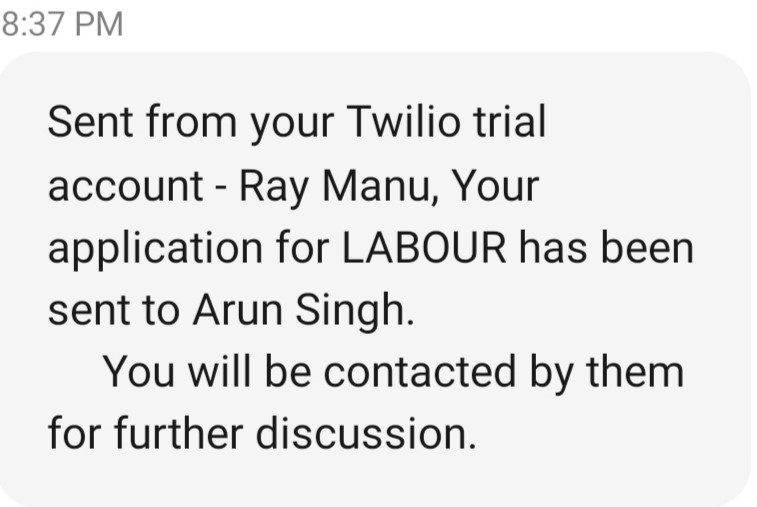 8:37 PM
Sent from your Twilio trial
account - Ray Manu, Your
application for LABOUR has been
sent to Arun Singh.
You will be contacted by them
for further discussion.